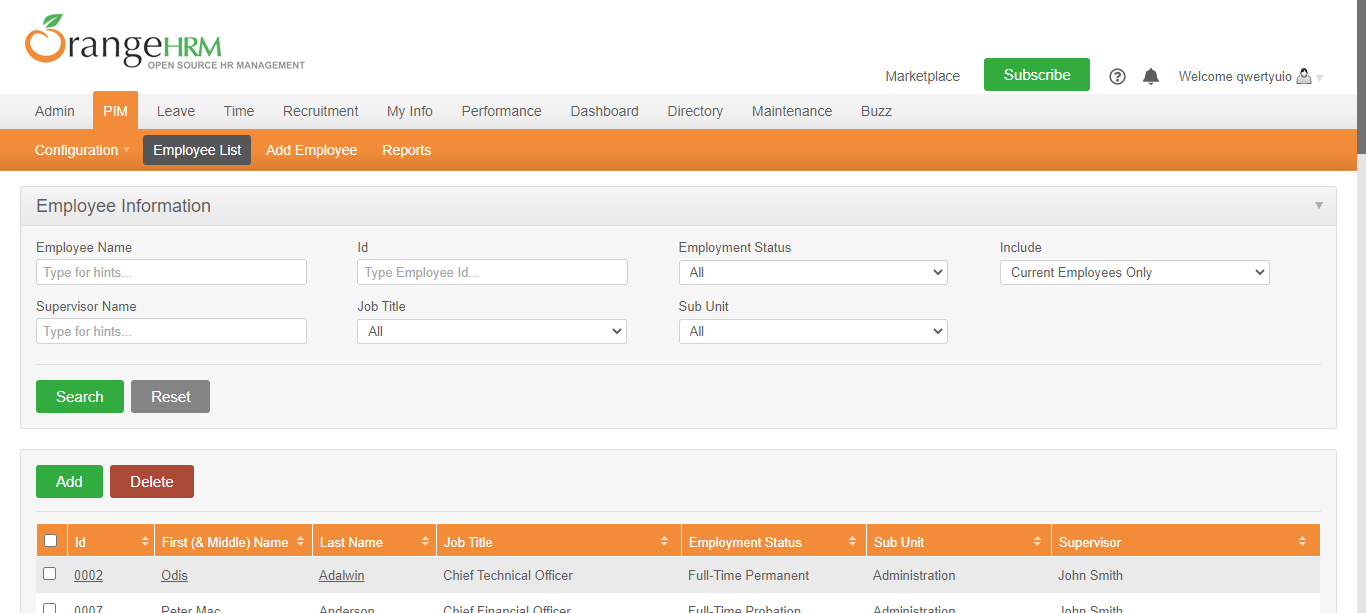 OrangeHRM
OPEN SOURCE HR MANAGEMENT
Marketplace Subscribe ? Welcome qwertyuio
Admin PIM Leave Time Recruitment My Info Performance Dashboard Directory Maintenance Buzz
Configuration Employee List Add Employee Reports
Employee Information
Employee Name Id Employment Status Include
Type for hints... Type Employee Id... All Current Employees Only
Supervisor Name Job Title Sub Unit
Type for hints... All All
Search Reset
Add Delete
Id First (& Middle) Name Last Name Job Title Employment Status Sub Unit Supervisor
0002 Odis Adalwin Chief Technical Officer Full-Time Permanent Administration John Smith
0007 Peter Mac Anderson Chief Financial Officer Full-Time Probation Administration John Smith